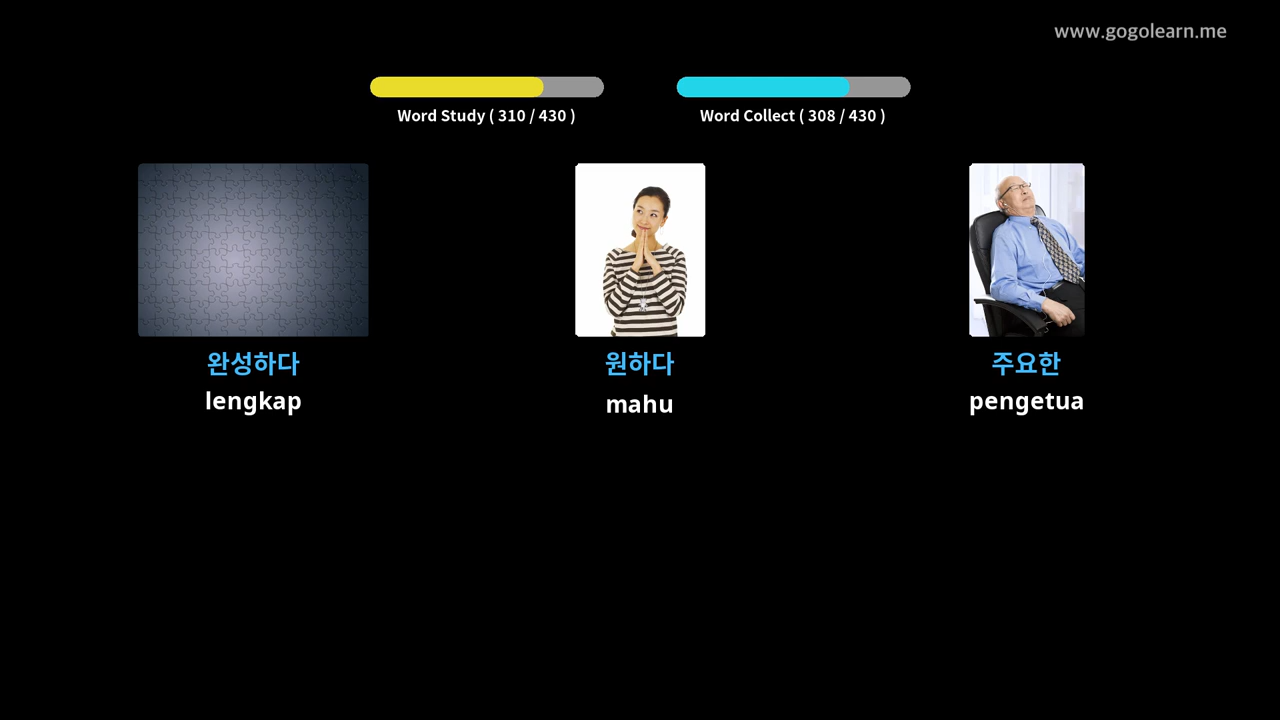 www.gogolearn.me
Word Study ( 310 / 430 )
Word Collect ( 308 / 430 )
완성하다
원하다
주요한
lengkap
mahu
pengetua